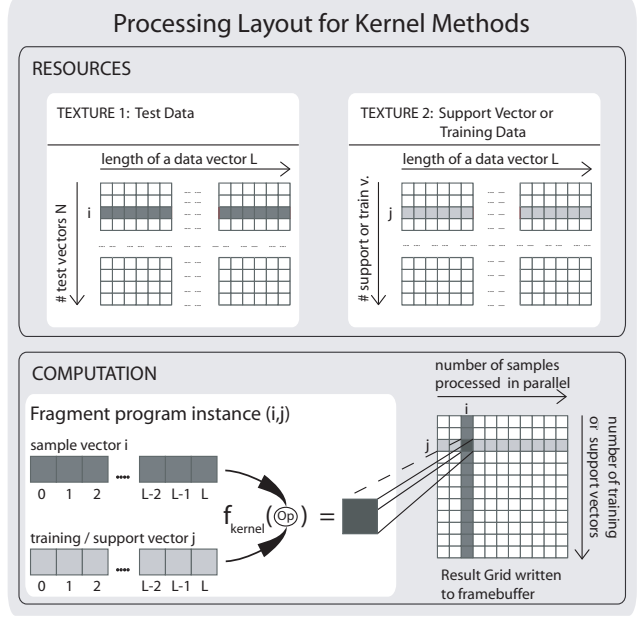 Processing Layout for Kernel Methods
RESOURCES
TEXTURE 1: Test Data
length of a data vector L
# test vectors N
i
TEXTURE 2: Support Vector or
Training Data
length of a data vector L
# support or train v.
j
COMPUTATION
Fragment program instance (i,j)
sample vector i
0 1 2 L-2 L-1 L
training / support vector j
0 1 2 L-2 L-1 L
f kernel (Op) =
number of samples
processed in parallel
i
j
number of training
or support vectors
Result Grid written
to framebuffer